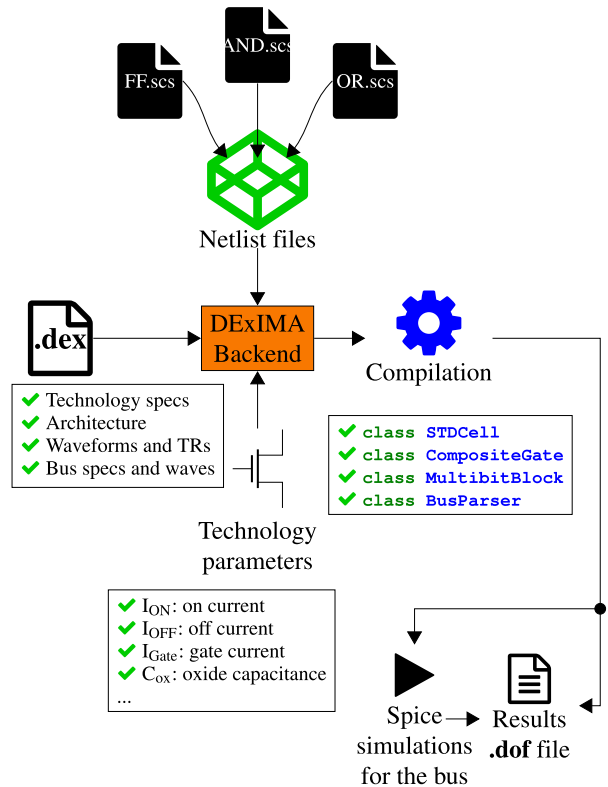 FF.scs
AND.scs
OR.scs
Netlist files
.dex
DExIMA
Backend
Compilation
Technology specs
Architecture
Waveforms and TRs
Bus specs and waves
class STDCell
class CompositeGate
class MultibitBlock
class BusParser
Technology
parameters
I_ON: on current
I_OFF: off current
I_Gate: gate current
C_ox: oxide capacitance
...
Spice
simulations
for the bus
Results
.dof file